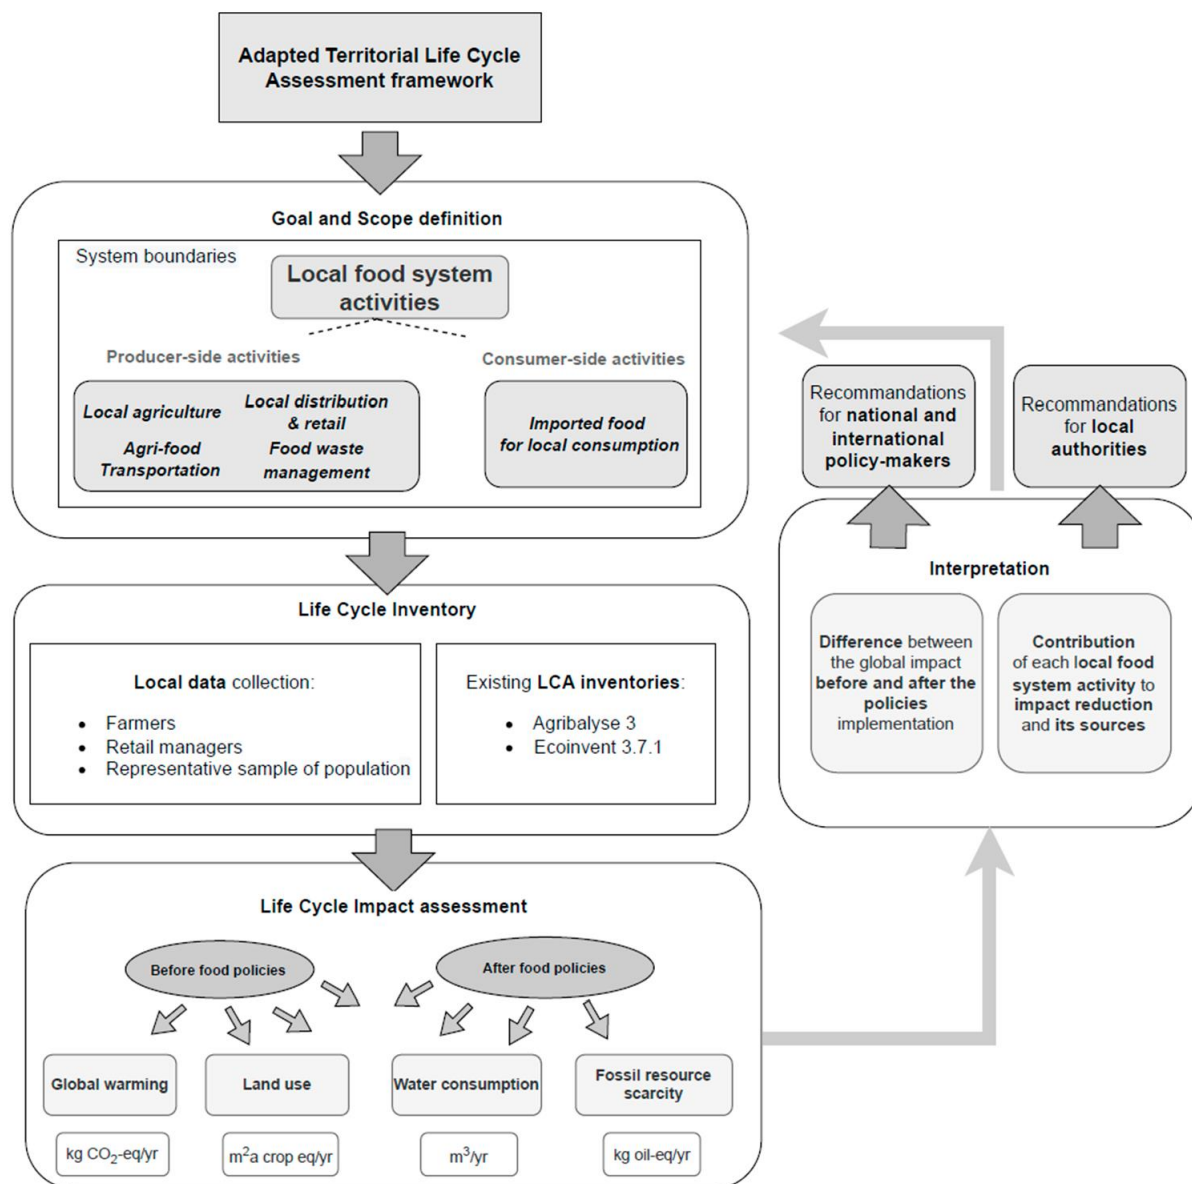 Adapted Territorial Life Cycle
Assessment framework
Goal and Scope definition
System boundaries
Local food system
activities
Producer-side activities
Consumer-side activities
Local agriculture
Local distribution
& retail
Agri-food
Transportation
Food waste
management
Imported food
for local consumption
Life Cycle Inventory
Local data collection:
• Farmers
• Retail managers
• Representative sample of population
Existing LCA inventories:
• Agribalyse 3
• Ecoinvent 3.7.1
Life Cycle Impact assessment
Before food policies
After food policies
Global warming
Land use
Water consumption
Fossil resource
scarcity
kg CO₂-eq/yr
m²a crop eq/yr
m³/yr
kg oil-eq/yr
Recommandations
for national and
international
policy-makers
Recommandations
for local
authorities
Interpretation
Difference between
the global impact
before and after the
policies
implementation
Contribution
of each local food
system activity to
impact reduction
and its sources